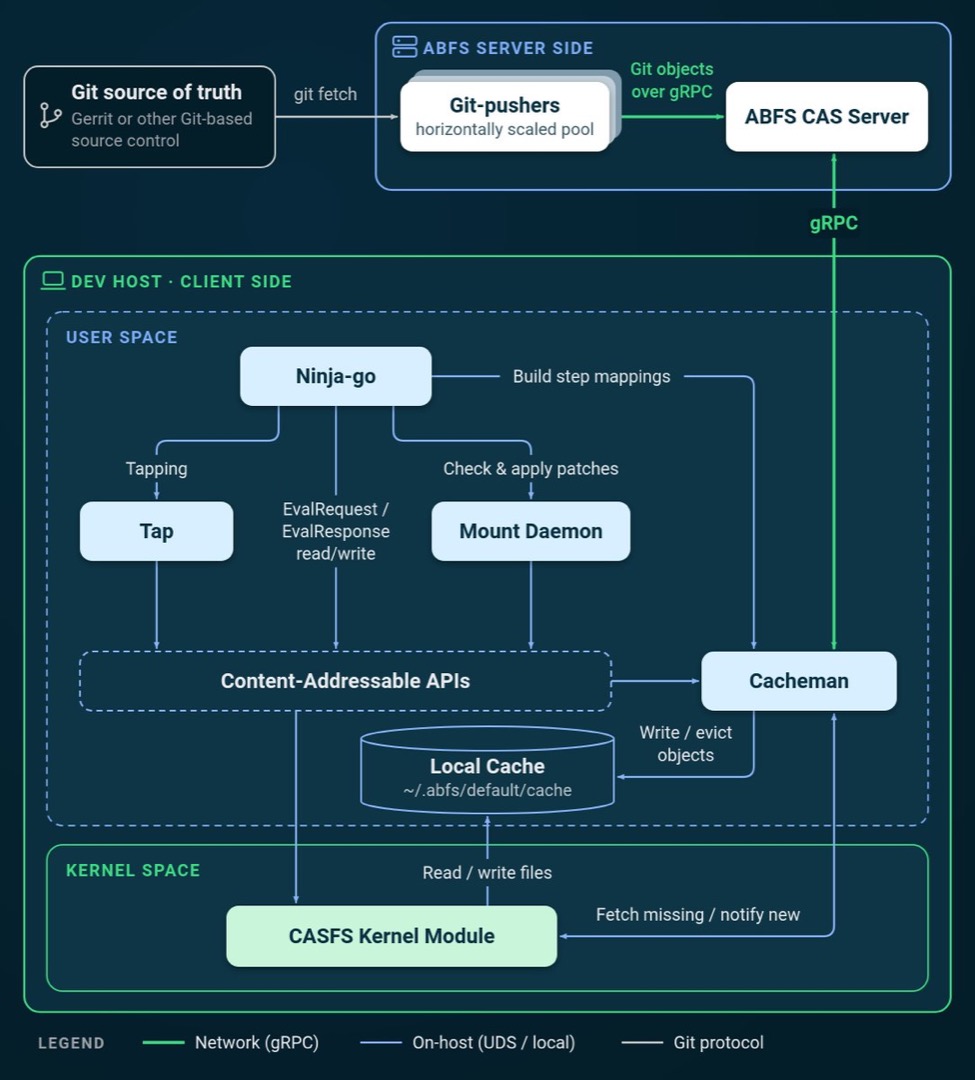 ABFS SERVER SIDE
Git source of truth
Gerrit or other Git-based
source control
git fetch
Git-pushers
horizontally scaled pool
Git objects
over gRPC
ABFS CAS Server
gRPC
DEV HOST · CLIENT SIDE
USER SPACE
Ninja-go
Build step mappings
Tapping
Check & apply patches
Tap
EvalRequest /
EvalResponse
read/write
Mount Daemon
Content-Addressable APIs
Cacheman
Write / evict
objects
Local Cache
~/.abfs/default/cache
KERNEL SPACE
Read / write files
Fetch missing / notify new
CASFS Kernel Module
LEGEND
Network (gRPC)
On-host (UDS / local)
Git protocol